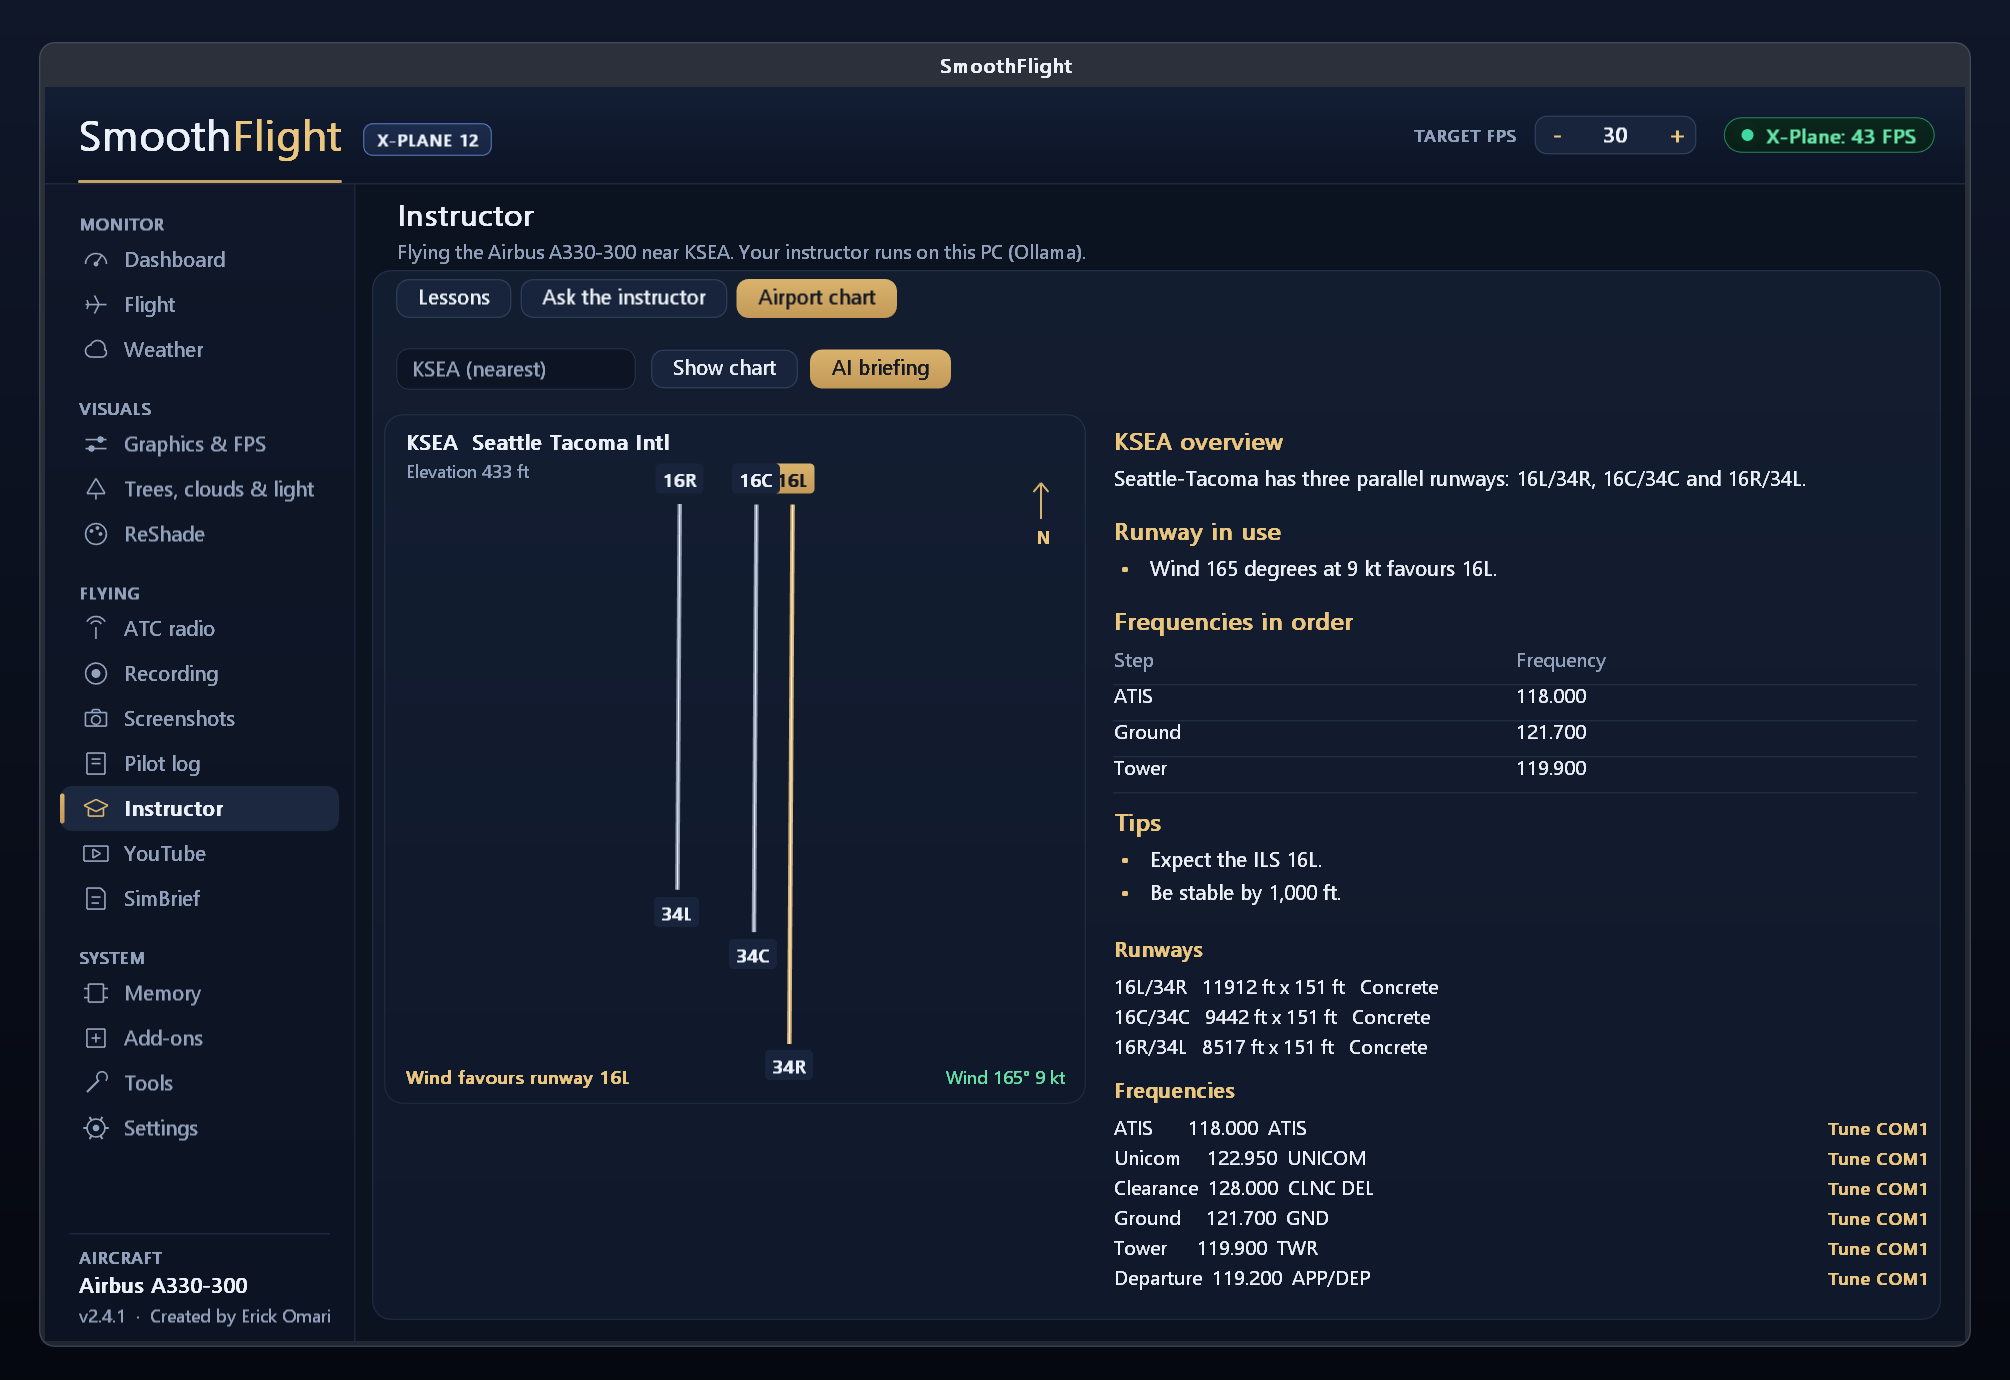 SmoothFlight
SmoothFlight X-PLANE 12
TARGET FPS - 30 + X-Plane: 43 FPS
MONITOR
Dashboard
Flight
Weather
VISUALS
Graphics & FPS
Trees, clouds & light
ReShade
FLYING
ATC radio
Recording
Screenshots
Pilot log
Instructor
YouTube
SimBrief
SYSTEM
Memory
Add-ons
Tools
Settings
AIRCRAFT
Airbus A330-300
v2.4.1 · Created by Erick Omari
Instructor
Flying the Airbus A330-300 near KSEA. Your instructor runs on this PC (Ollama).
Lessons Ask the instructor Airport chart
KSEA (nearest) Show chart AI briefing
KSEA Seattle Tacoma Intl
Elevation 433 ft
16R 16C 16L
N
34L
34C
34R
Wind favours runway 16L Wind 165° 9 kt
KSEA overview
Seattle-Tacoma has three parallel runways: 16L/34R, 16C/34C and 16R/34L.
Runway in use
• Wind 165 degrees at 9 kt favours 16L.
Frequencies in order
Step Frequency
ATIS 118.000
Ground 121.700
Tower 119.900
Tips
• Expect the ILS 16L.
• Be stable by 1,000 ft.
Runways
16L/34R 11912 ft x 151 ft Concrete
16C/34C 9442 ft x 151 ft Concrete
16R/34L 8517 ft x 151 ft Concrete
Frequencies
ATIS 118.000 ATIS Tune COM1
Unicom 122.950 UNICOM Tune COM1
Clearance 128.000 CLNC DEL Tune COM1
Ground 121.700 GND Tune COM1
Tower 119.900 TWR Tune COM1
Departure 119.200 APP/DEP Tune COM1